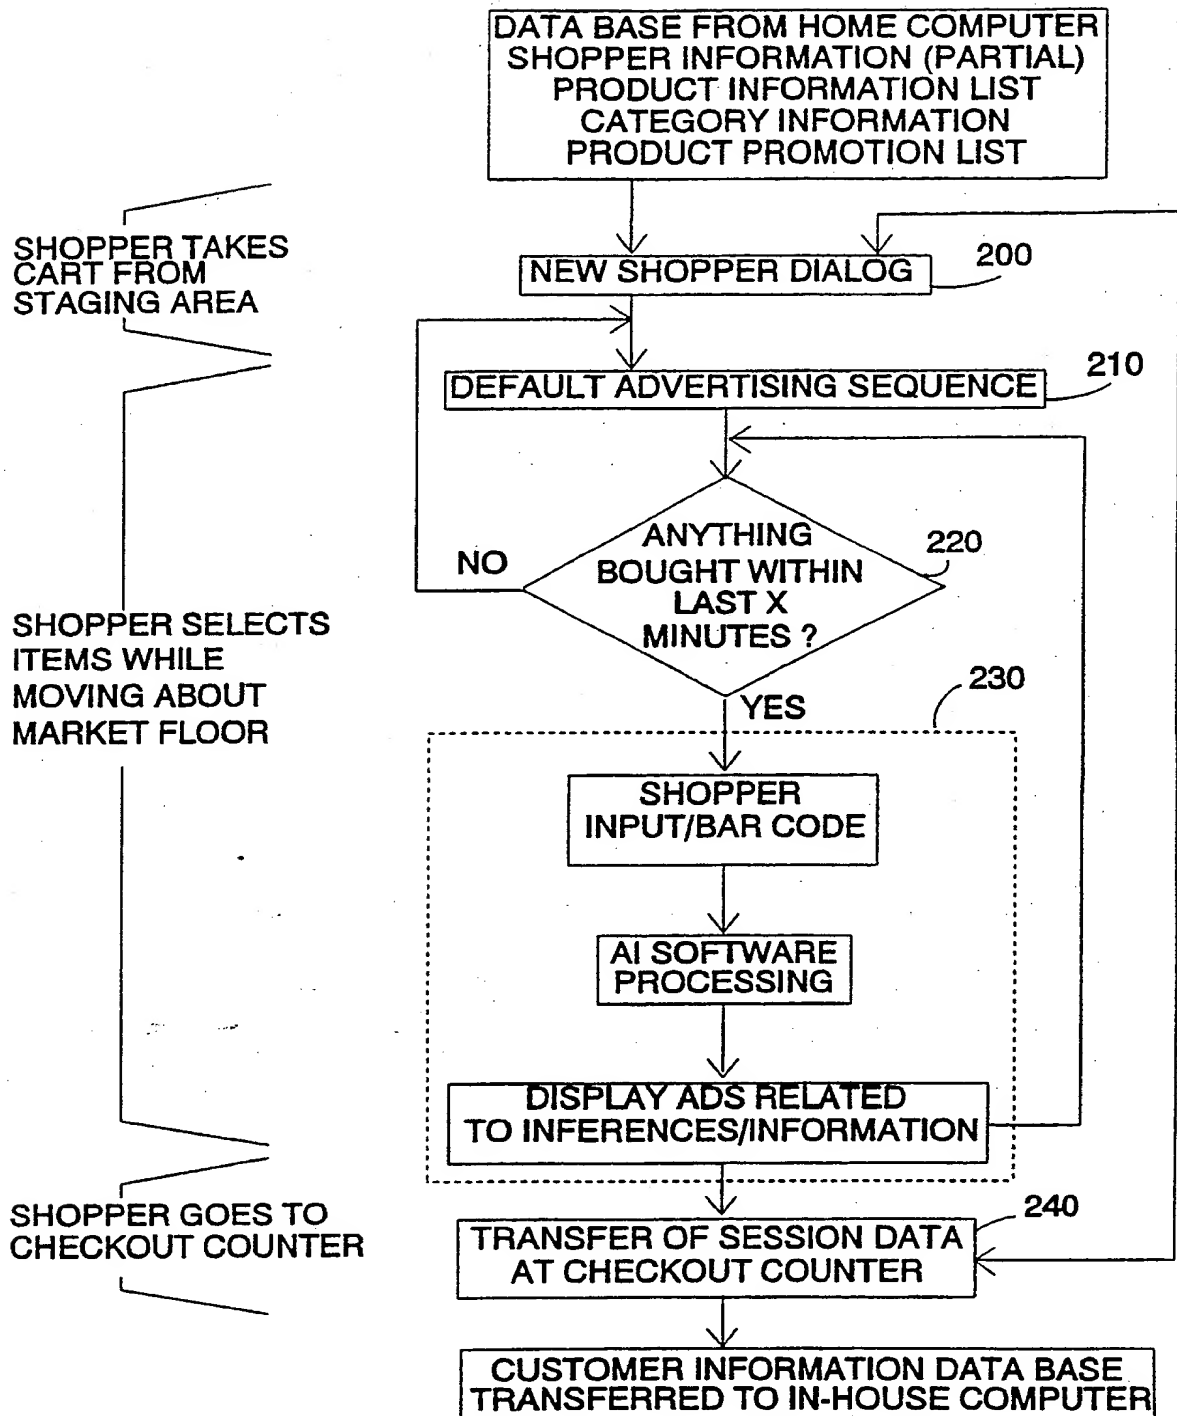 DATA BASE FROM HOME COMPUTER
SHOPPER INFORMATION (PARTIAL)
PRODUCT INFORMATION LIST
CATEGORY INFORMATION
PRODUCT PROMOTION LIST
SHOPPER TAKES
CART FROM
STAGING AREA
NEW SHOPPER DIALOG
200
DEFAULT ADVERTISING SEQUENCE
210
ANYTHING
BOUGHT WITHIN
LAST X
MINUTES ?
220
NO
YES
SHOPPER SELECTS
ITEMS WHILE
MOVING ABOUT
MARKET FLOOR
230
SHOPPER
INPUT/BAR CODE
AI SOFTWARE
PROCESSING
DISPLAY ADS RELATED
TO INFERENCES/INFORMATION
SHOPPER GOES TO
CHECKOUT COUNTER
TRANSFER OF SESSION DATA
AT CHECKOUT COUNTER
240
CUSTOMER INFORMATION DATA BASE
TRANSFERRED TO IN-HOUSE COMPUTER